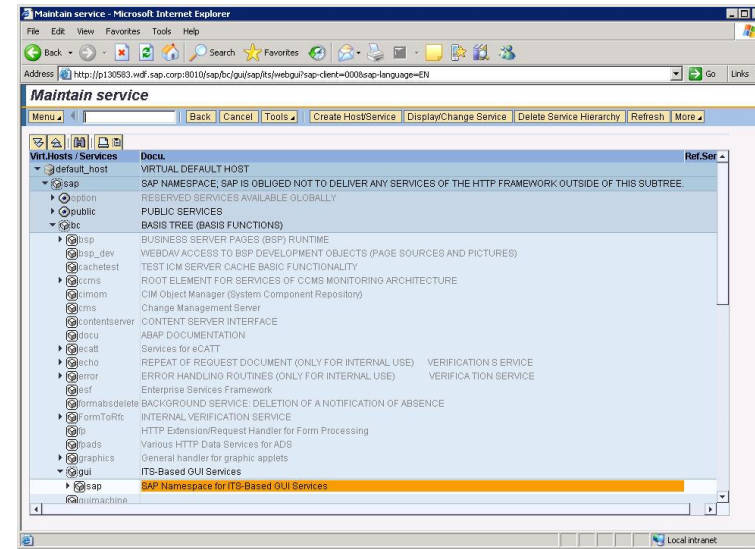 Maintain service - Microsoft Internet Explorer
File Edit View Favorites Tools Help
Back Search Favorites
Address http://p130583.wdf.sap.corp:8010/sap/bc/gui/sap/its/webgui?sap-client=000&sap-language=EN Go Links
Maintain service
Menu Back Cancel Tools Create Host/Service Display/Change Service Delete Service Hierarchy Refresh More
Virt.Hosts / Services Docu. Ref.Ser
default_host VIRTUAL DEFAULT HOST
sap SAP NAMESPACE; SAP IS OBLIGED NOT TO DELIVER ANY SERVICES OF THE HTTP FRAMEWORK OUTSIDE OF THIS SUBTREE.
option RESERVED SERVICES AVAILABLE GLOBALLY
public PUBLIC SERVICES
bc BASIS TREE (BASIS FUNCTIONS)
bsp BUSINESS SERVER PAGES (BSP) RUNTIME
bsp_dev WEBDAV ACCESS TO BSP DEVELOPMENT OBJECTS (PAGE SOURCES AND PICTURES)
cachetest TEST ICM SERVER CACHE BASIC FUNCTIONALITY
ccms ROOT ELEMENT FOR SERVICES OF CCMS MONITORING ARCHITECTURE
cimom CIM Object Manager (System Component Repository)
cms Change Management Server
contentserver CONTENT SERVER INTERFACE
docu ABAP DOCUMENTATION
ecatt Services for eCATT
echo REPEAT OF REQUEST DOCUMENT (ONLY FOR INTERNAL USE) VERIFICATION S ERVICE
error ERROR HANDLING ROUTINES (ONLY FOR INTERNAL USE) VERIFICA TION SERVICE
esf Enterprise Services Framework
formabsdelete BACKGROUND SERVICE: DELETION OF A NOTIFICATION OF ABSENCE
FormToRfc INTERNAL VERIFICATION SERVICE
fp HTTP Extension/Request Handler for Form Processing
fpads Various HTTP Data Services for ADS
graphics General handler for graphic applets
gui ITS-Based GUI Services
sap SAP Namespace for ITS-Based GUI Services
guimachine
Local intranet